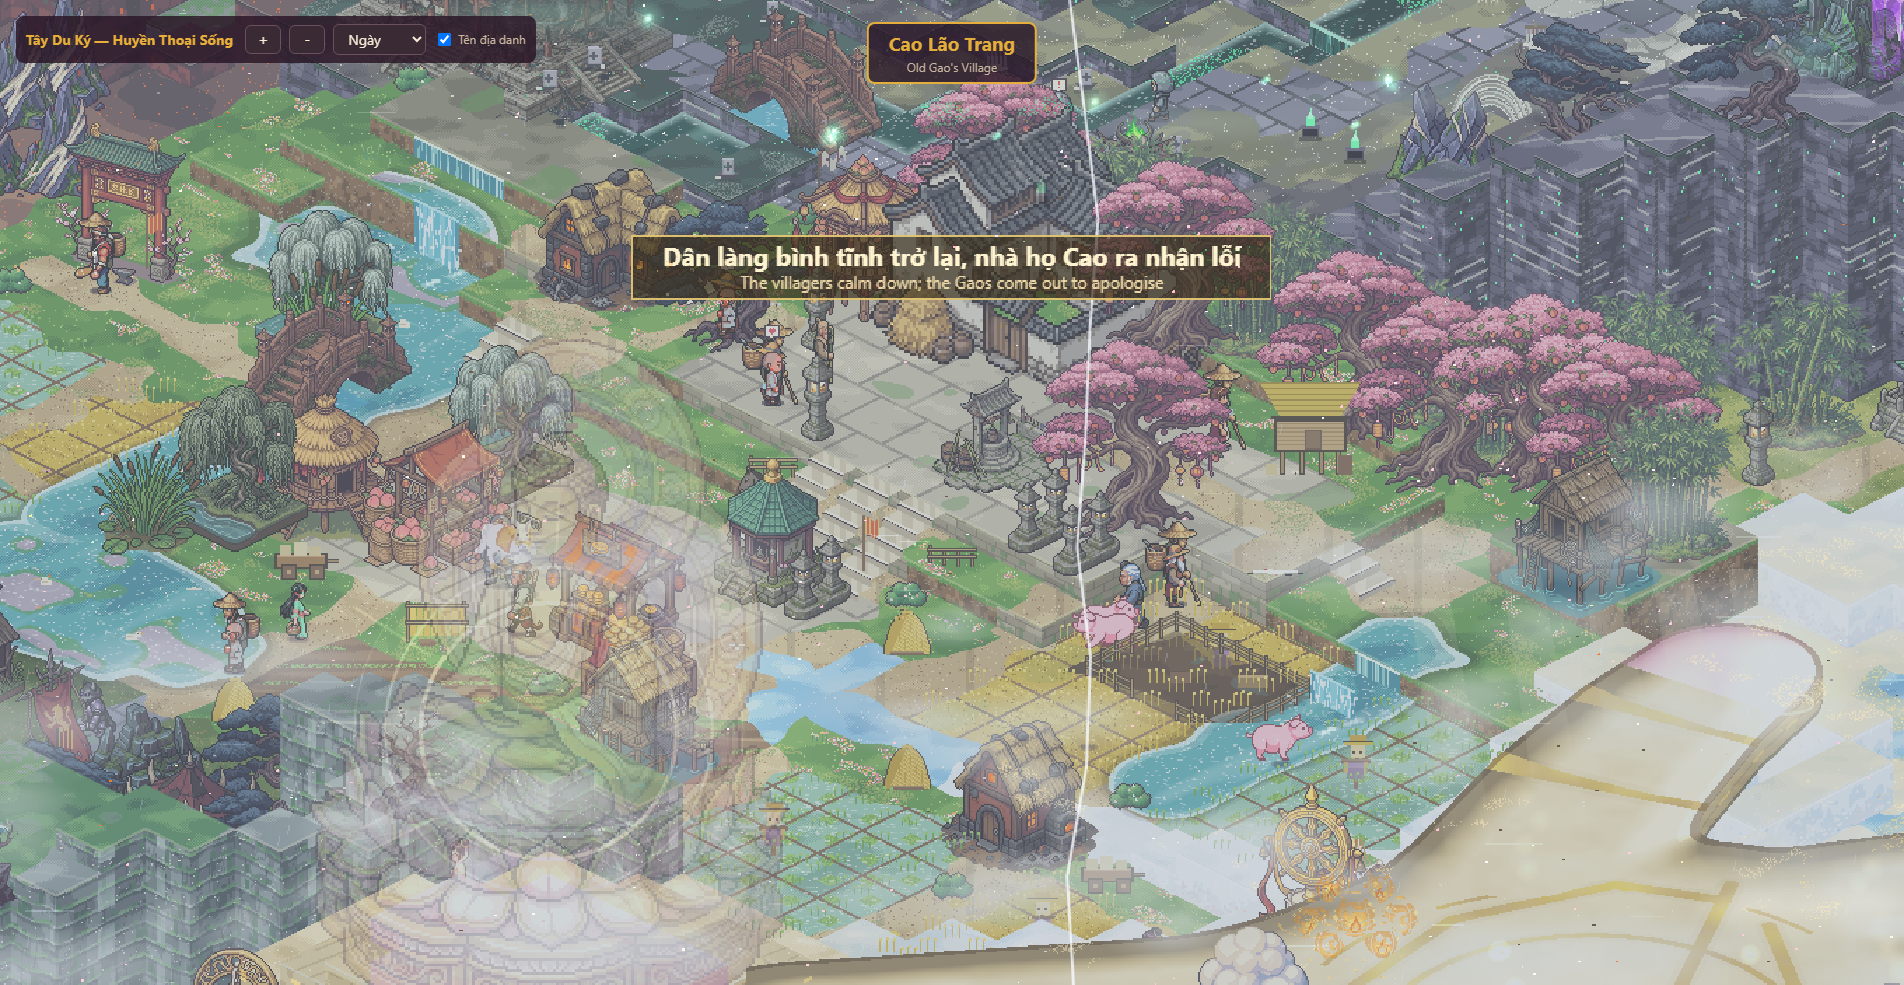 Tây Du Ký — Huyền Thoại Sống
+
-
Ngày
Tên địa danh
Cao Lão Trang
Old Gao's Village
Dân làng bình tĩnh trở lại, nhà họ Cao ra nhận lỗi
The villagers calm down; the Gaos come out to apologise